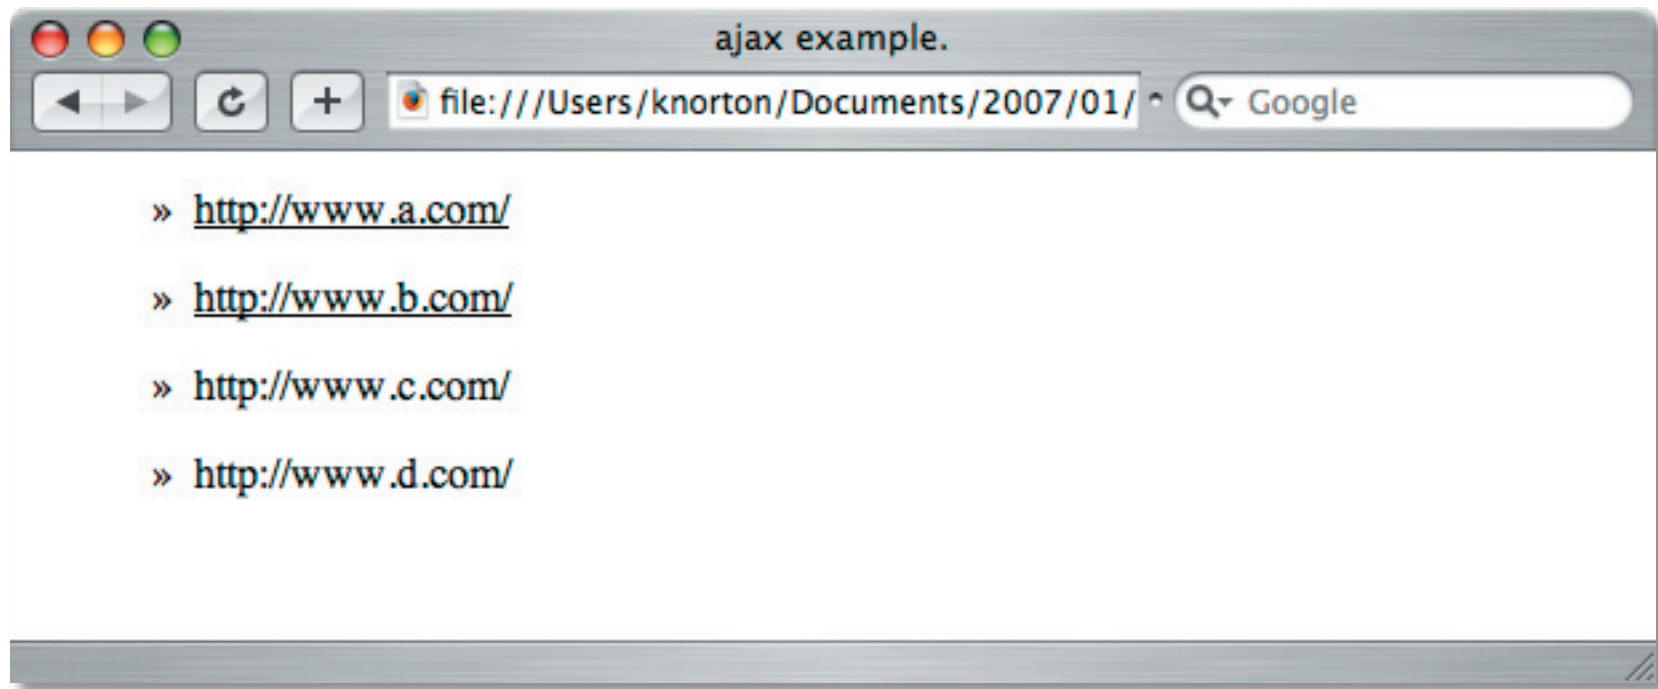 ajax example.
file:///Users/knorton/Documents/2007/01/
Google
» http://www.a.com/
» http://www.b.com/
» http://www.c.com/
» http://www.d.com/